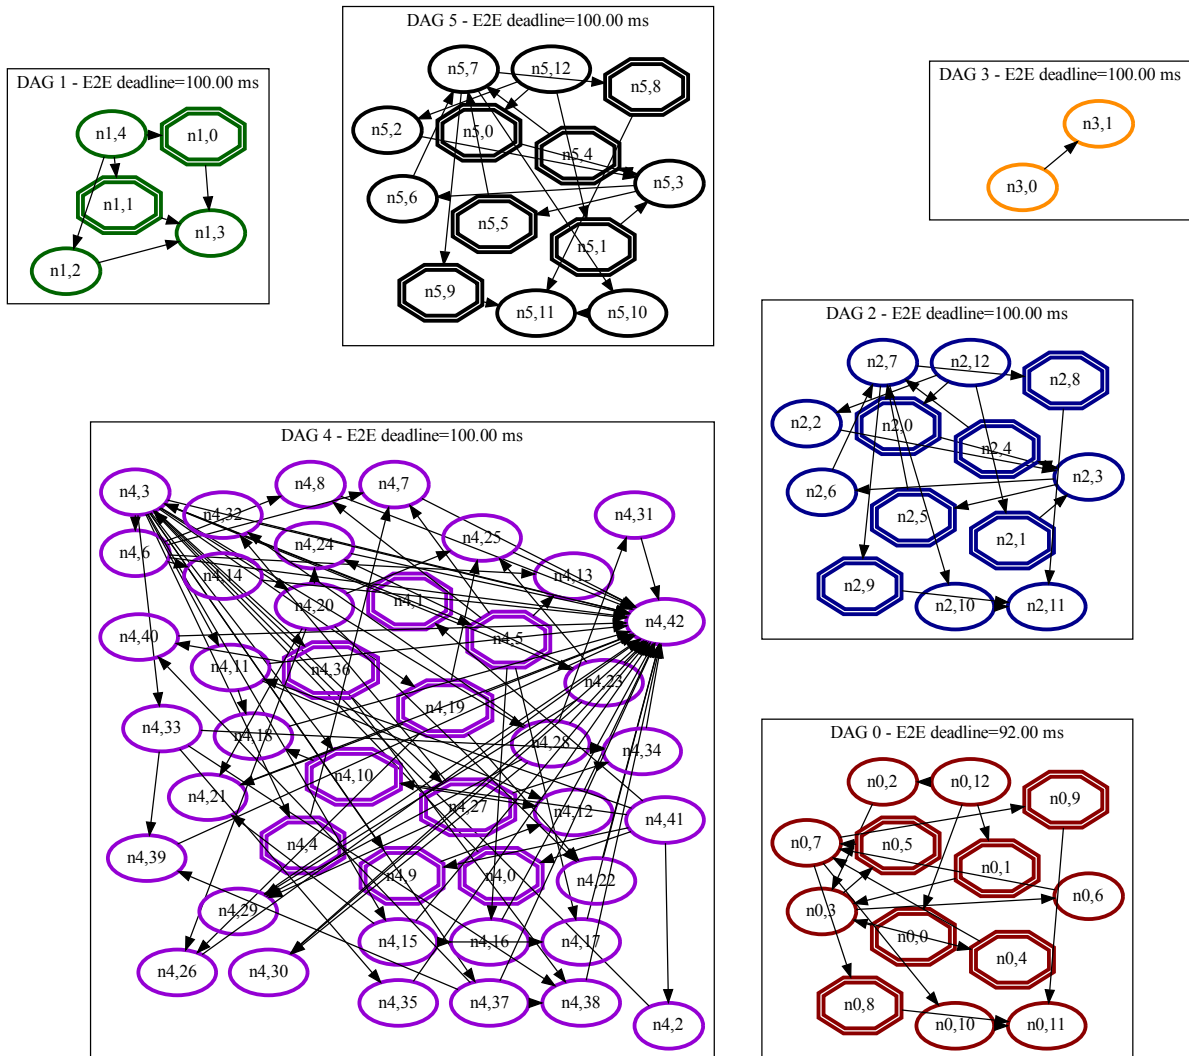 DAG 5 - E2E deadline=100.00 ms
n5,7
n5,12
n5,8
n5,2
n5,0
n5,4
n5,3
n5,6
n5,5
n5,1
n5,9
n5,11
n5,10
DAG 1 - E2E deadline=100.00 ms
n1,4
n1,0
n1,1
n1,3
n1,2
DAG 3 - E2E deadline=100.00 ms
n3,1
n3,0
DAG 2 - E2E deadline=100.00 ms
n2,7
n2,12
n2,8
n2,2
n2,0
n2,4
n2,3
n2,6
n2,5
n2,1
n2,9
n2,10
n2,11
DAG 4 - E2E deadline=100.00 ms
n4,3
n4,8
n4,7
n4,32
n4,31
n4,6
n4,24
n4,25
n4,14
n4,13
n4,20
n4,1
n4,42
n4,40
n4,5
n4,11
n4,36
n4,23
n4,19
n4,33
n4,18
n4,28
n4,34
n4,10
n4,21
n4,27
n4,12
n4,41
n4,39
n4,4
n4,9
n4,0
n4,22
n4,29
n4,15
n4,16
n4,17
n4,26
n4,30
n4,35
n4,37
n4,38
n4,2
DAG 0 - E2E deadline=92.00 ms
n0,2
n0,12
n0,9
n0,7
n0,5
n0,1
n0,6
n0,3
n0,0
n0,4
n0,8
n0,10
n0,11